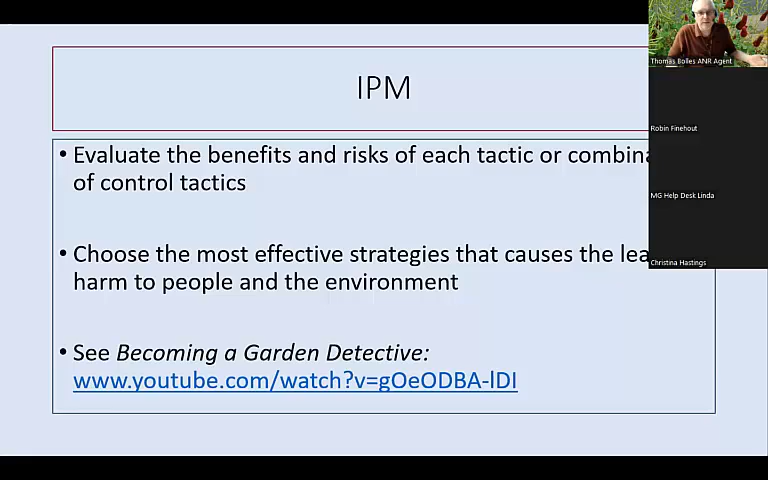 IPM
• Evaluate the benefits and risks of each tactic or
of control tactics
• Choose the most effective strategies that causes the
harm to people and the environment
• See Becoming a Garden Detective:
www.youtube.com/watch?v=gOeODBA-lDI
Thomas Bolles ANR Agent
Robin Finehout
MG Help Desk Linda
Christina Hastings